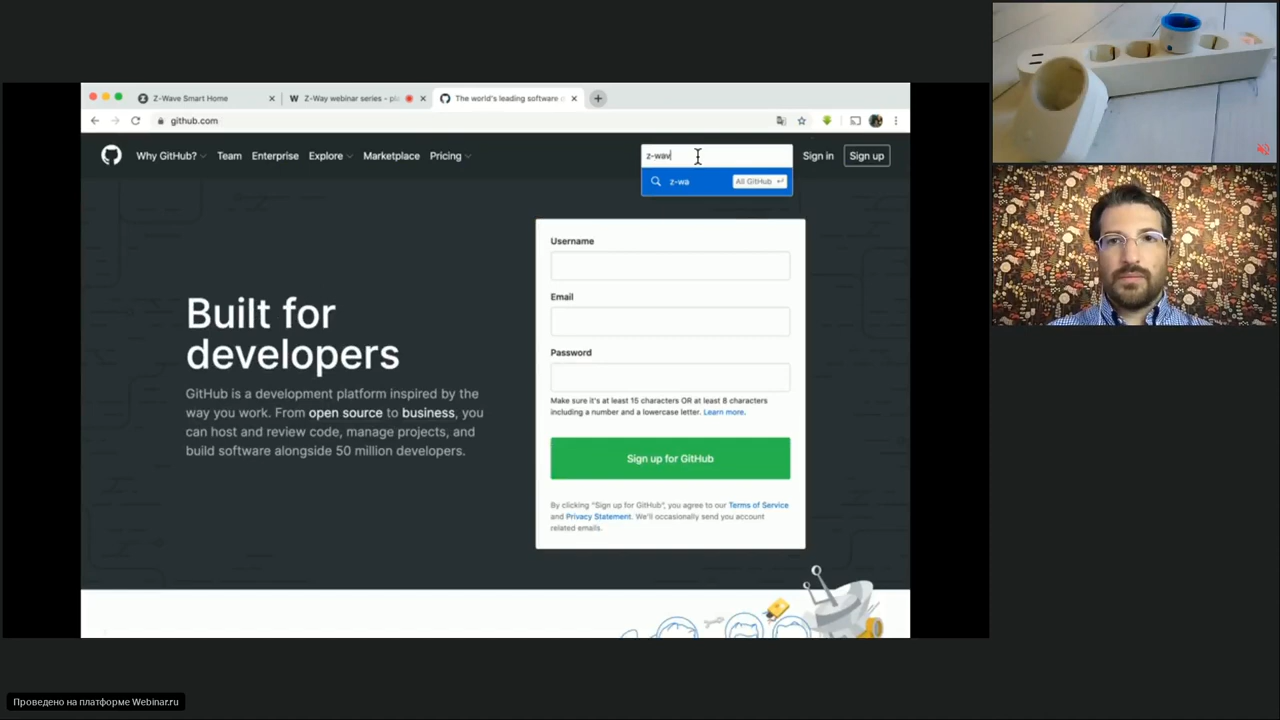 Z-Wave Smart Home
Z-Way webinar series - pl
The world's leading software d
github.com
Why GitHub?
Team
Enterprise
Explore
Marketplace
Pricing
z-wav
Sign in
Sign up
z-wa
All GitHub
Built for
developers
GitHub is a development platform inspired by the
way you work. From open source to business, you
can host and review code, manage projects, and
build software alongside 50 million developers.
Username
Email
Password
Make sure it's at least 15 characters OR at least 8 characters
including a number and a lowercase letter. Learn more.
Sign up for GitHub
By clicking "Sign up for GitHub", you agree to our Terms of Service
and Privacy Statement. We'll occasionally send you account
related emails.
Проведено на платформе Webinar.ru